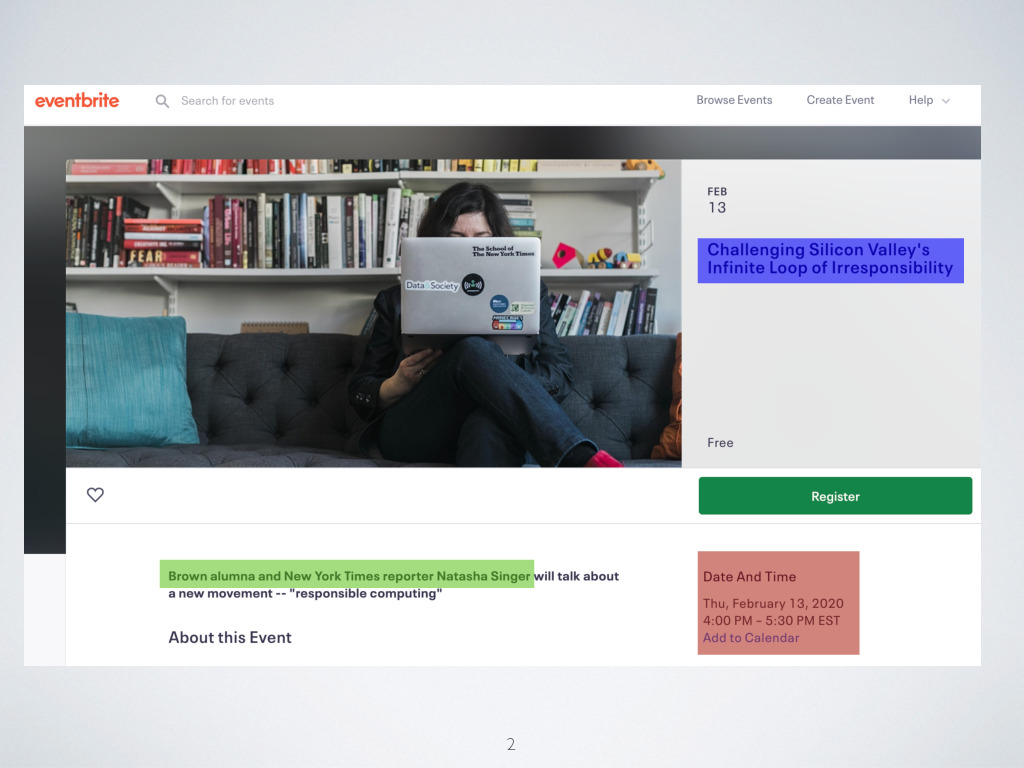 eventbrite
Search for events
Browse Events
Create Event
Help
FEAR
The School of
The New York Times
Data & Society
FEB
13
Challenging Silicon Valley's
Infinite Loop of Irresponsibility
Free
Register
Brown alumna and New York Times reporter Natasha Singer will talk about
a new movement -- "responsible computing"
About this Event
Date And Time
Thu, February 13, 2020
4:00 PM – 5:30 PM EST
Add to Calendar
2